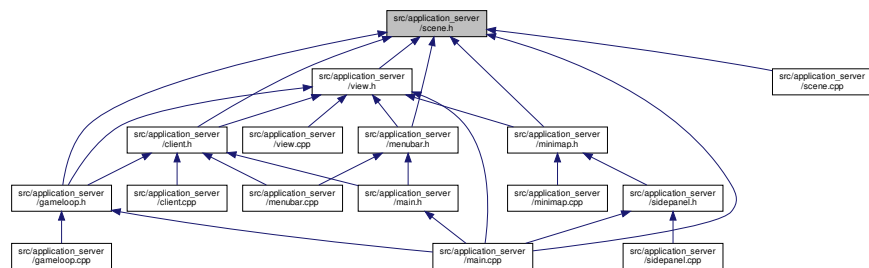 src/application_server
/scene.h
src/application_server
/view.h
src/application_server
/scene.cpp
src/application_server
/client.h
src/application_server
/view.cpp
src/application_server
/menubar.h
src/application_server
/minimap.h
src/application_server
/gameloop.h
src/application_server
/client.cpp
src/application_server
/menubar.cpp
src/application_server
/main.h
src/application_server
/minimap.cpp
src/application_server
/sidepanel.h
src/application_server
/gameloop.cpp
src/application_server
/main.cpp
src/application_server
/sidepanel.cpp